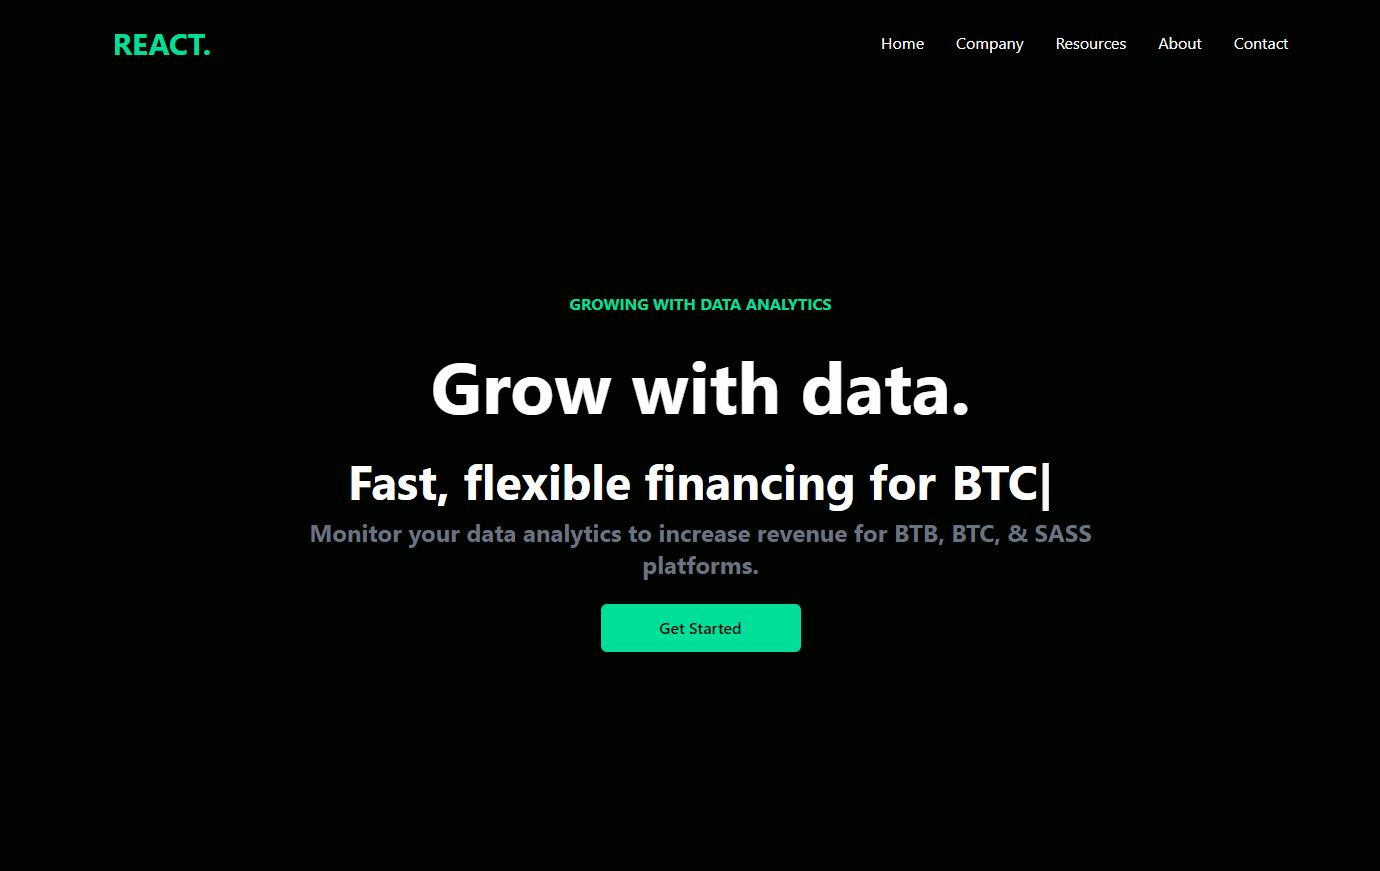 REACT.
Home Company Resources About Contact
GROWING WITH DATA ANALYTICS
Grow with data.
Fast, flexible financing for BTC|
Monitor your data analytics to increase revenue for BTB, BTC, & SASS
platforms.
Get Started